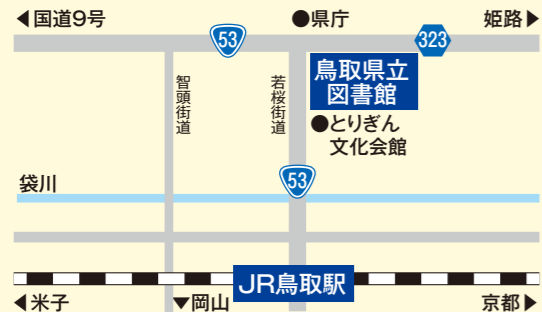 ◀国道9号
●県庁
姫路▶
53
323
鳥取県立
図書館
智頭街道
若桜街道
●とりぎん
文化会館
53
袋川
JR鳥取駅
◀米子
▼岡山
京都▶